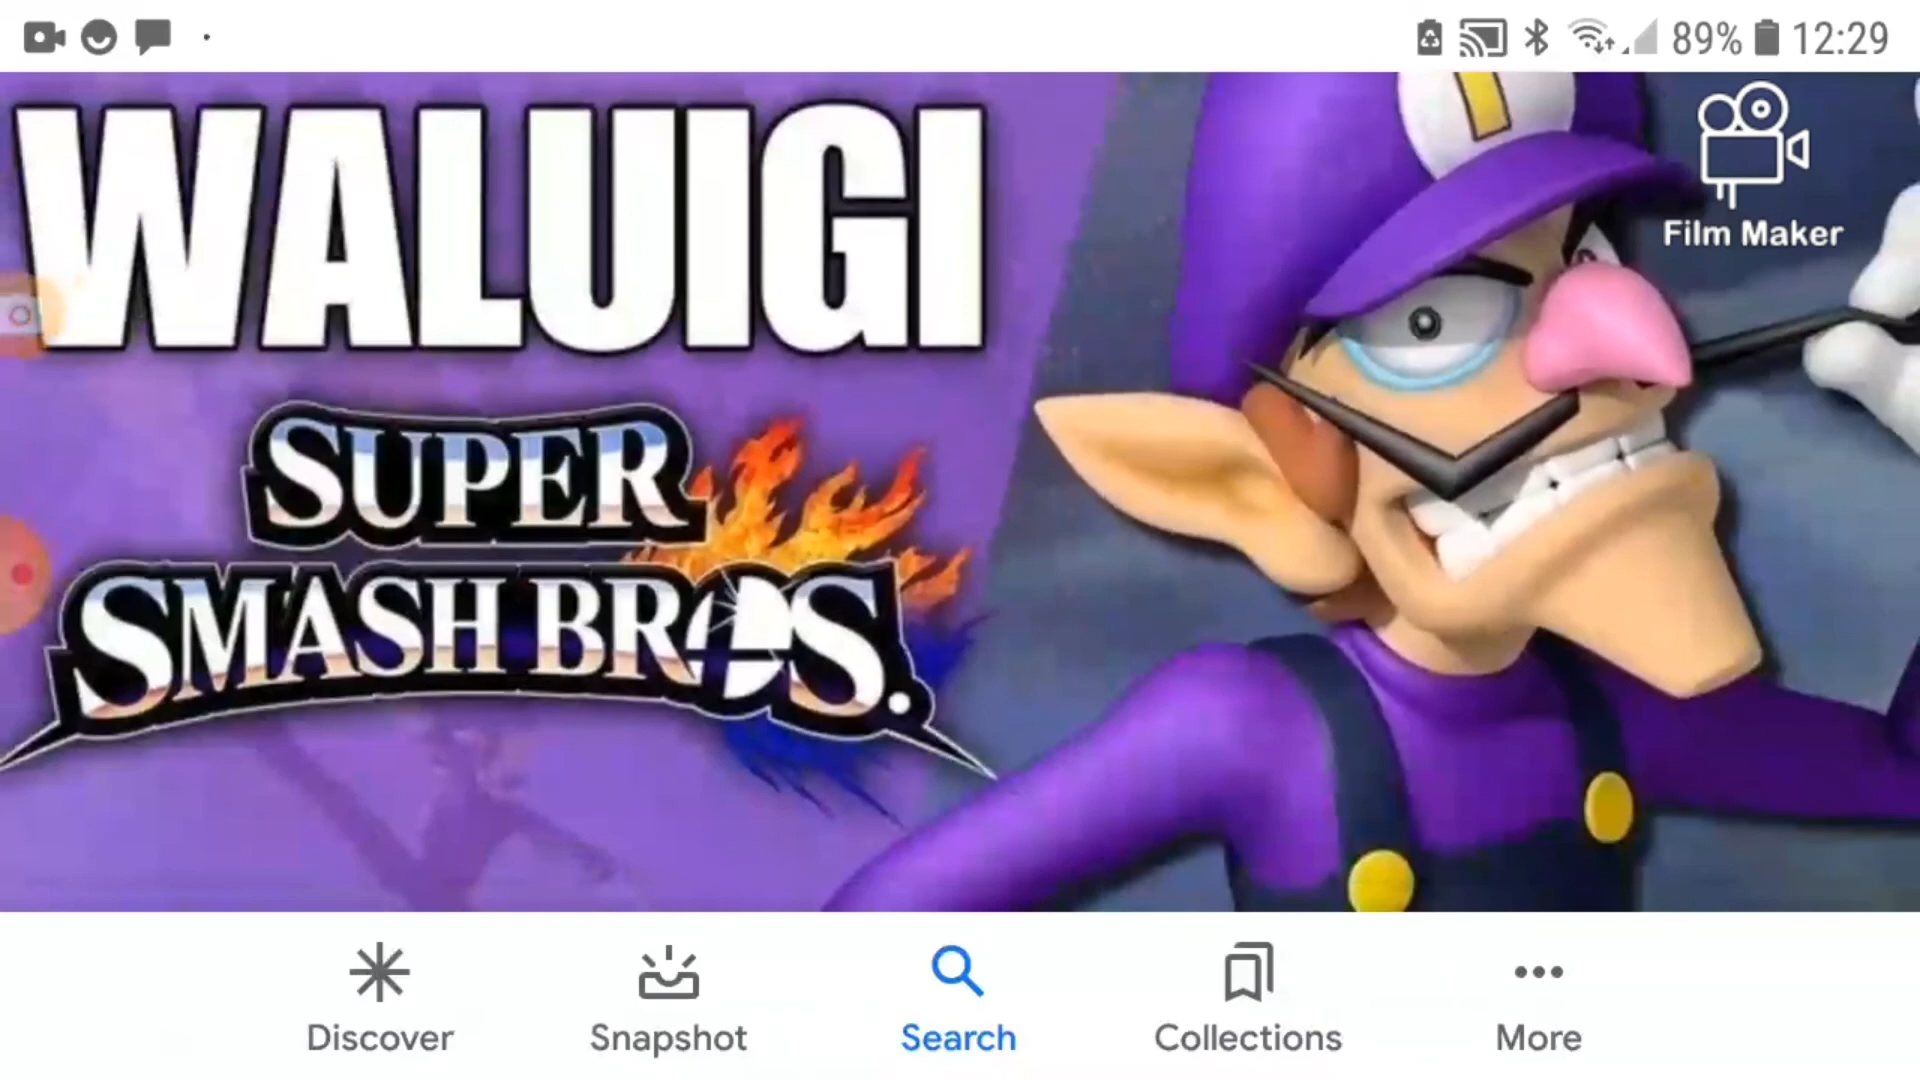 89% 12:29
WALUIGI
Film Maker
SUPER
SMASH BROS.
Discover Snapshot Search Collections More